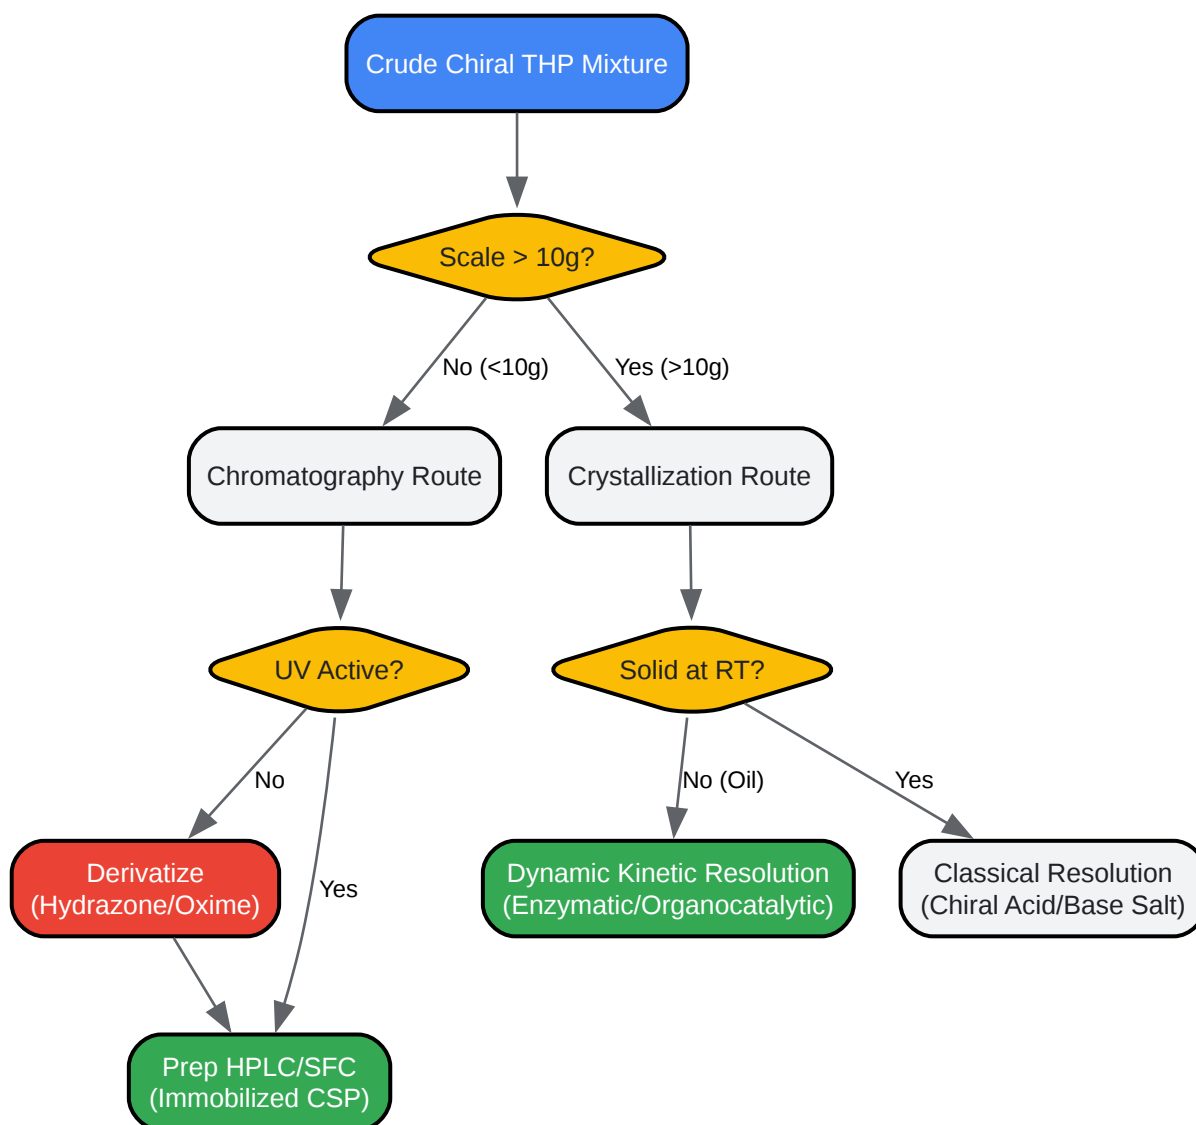 Crude Chiral THP Mixture
Scale > 10g?
No (<10g)
Yes (>10g)
Chromatography Route
Crystallization Route
UV Active?
Solid at RT?
No
Yes
No (Oil)
Yes
Derivatize
(Hydrazone/Oxime)
Dynamic Kinetic Resolution
(Enzymatic/Organocatalytic)
Classical Resolution
(Chiral Acid/Base Salt)
Prep HPLC/SFC
(Immobilized CSP)